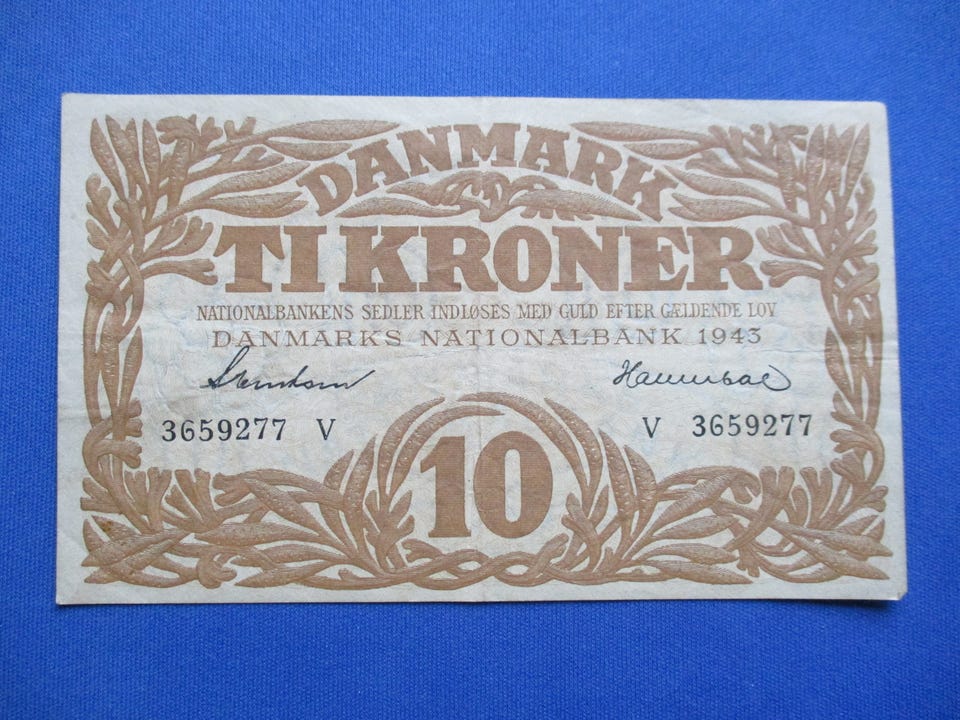 DANMARK
TI KRONER
NATIONALBANKENS SEDLER INDLØSES MED GULD EFTER GÆLDENDE LOV
DANMARKS NATIONALBANK 1943
3659277 V V 3659277
10